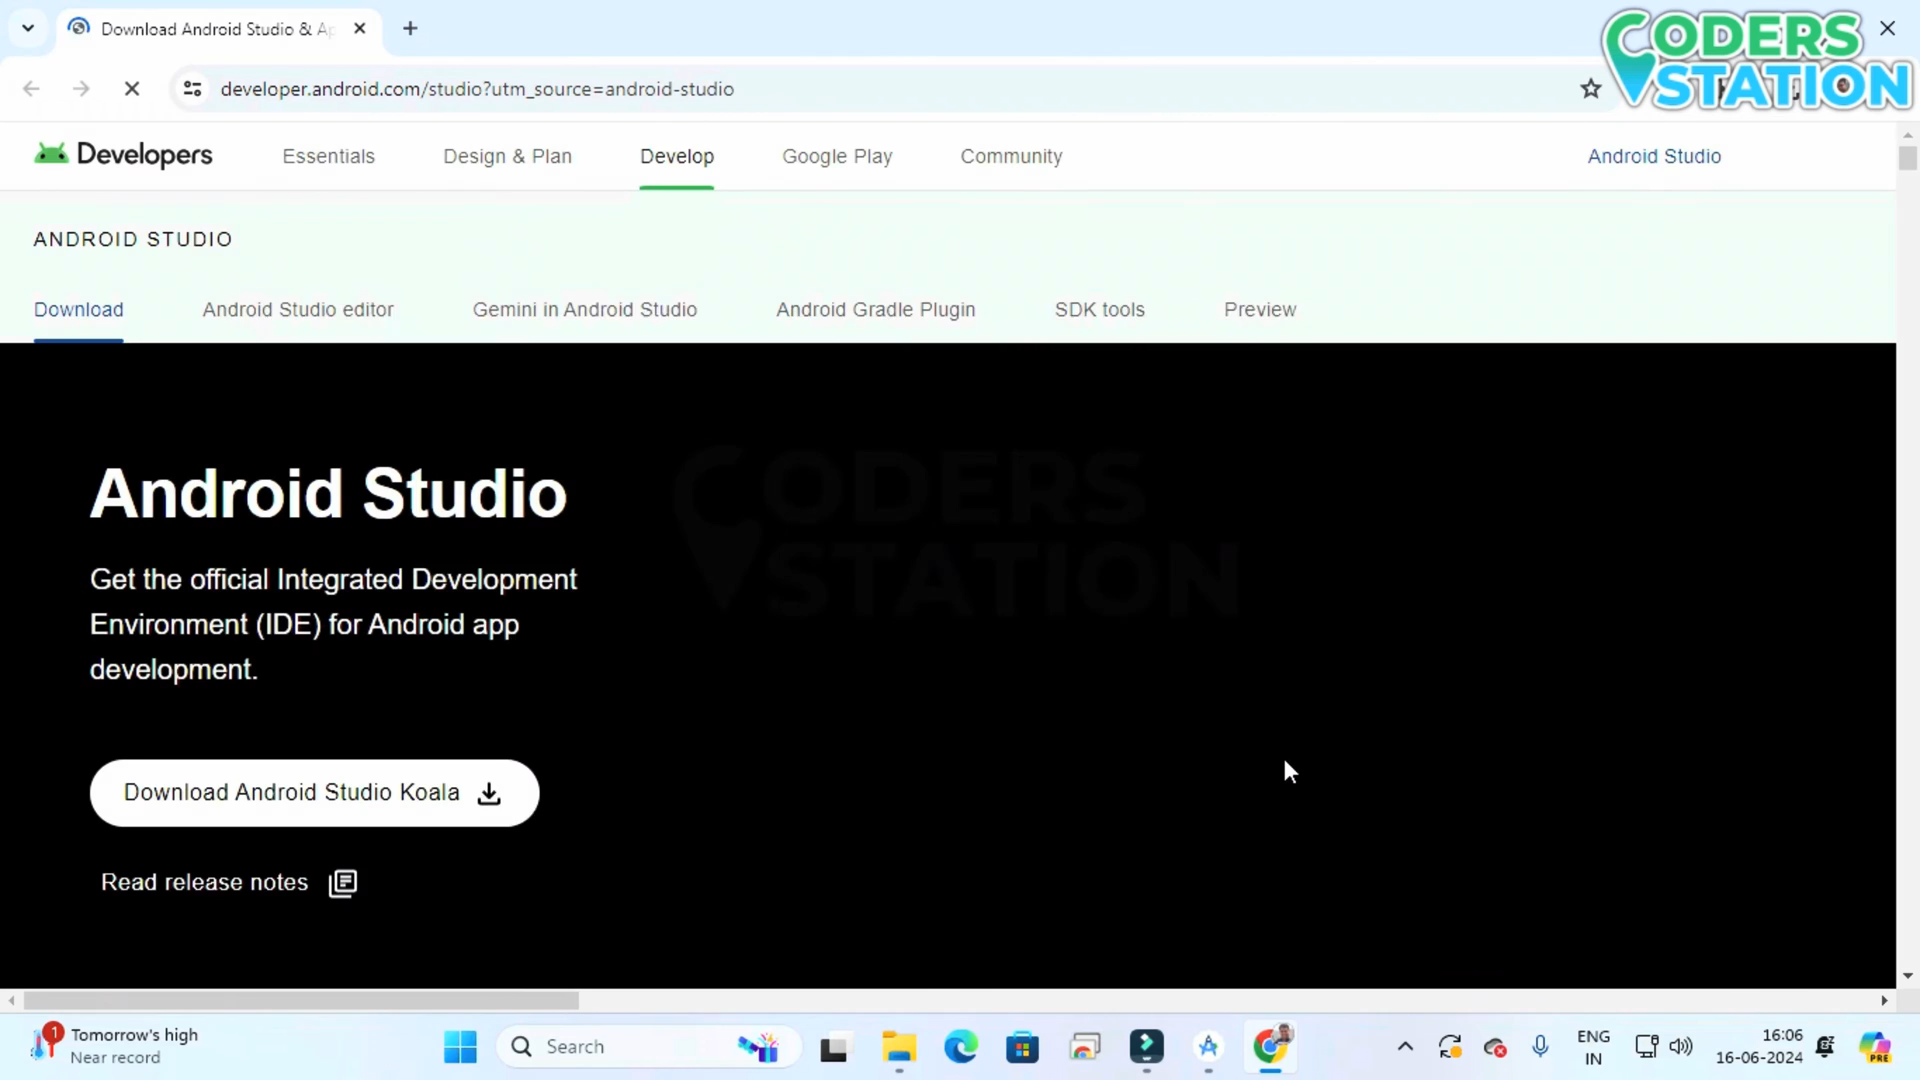 Download Android Studio & Ap
CODERS
STATION
developer.android.com/studio?utm_source=android-studio
Developers
Essentials
Design & Plan
Develop
Google Play
Community
Android Studio
ANDROID STUDIO
Download
Android Studio editor
Gemini in Android Studio
Android Gradle Plugin
SDK tools
Preview
CODERS
STATION
Android Studio
Get the official Integrated Development
Environment (IDE) for Android app
development.
Download Android Studio Koala
Read release notes
1
Tomorrow's high
Near record
Search
ENG
IN
16:06
16-06-2024
PRE